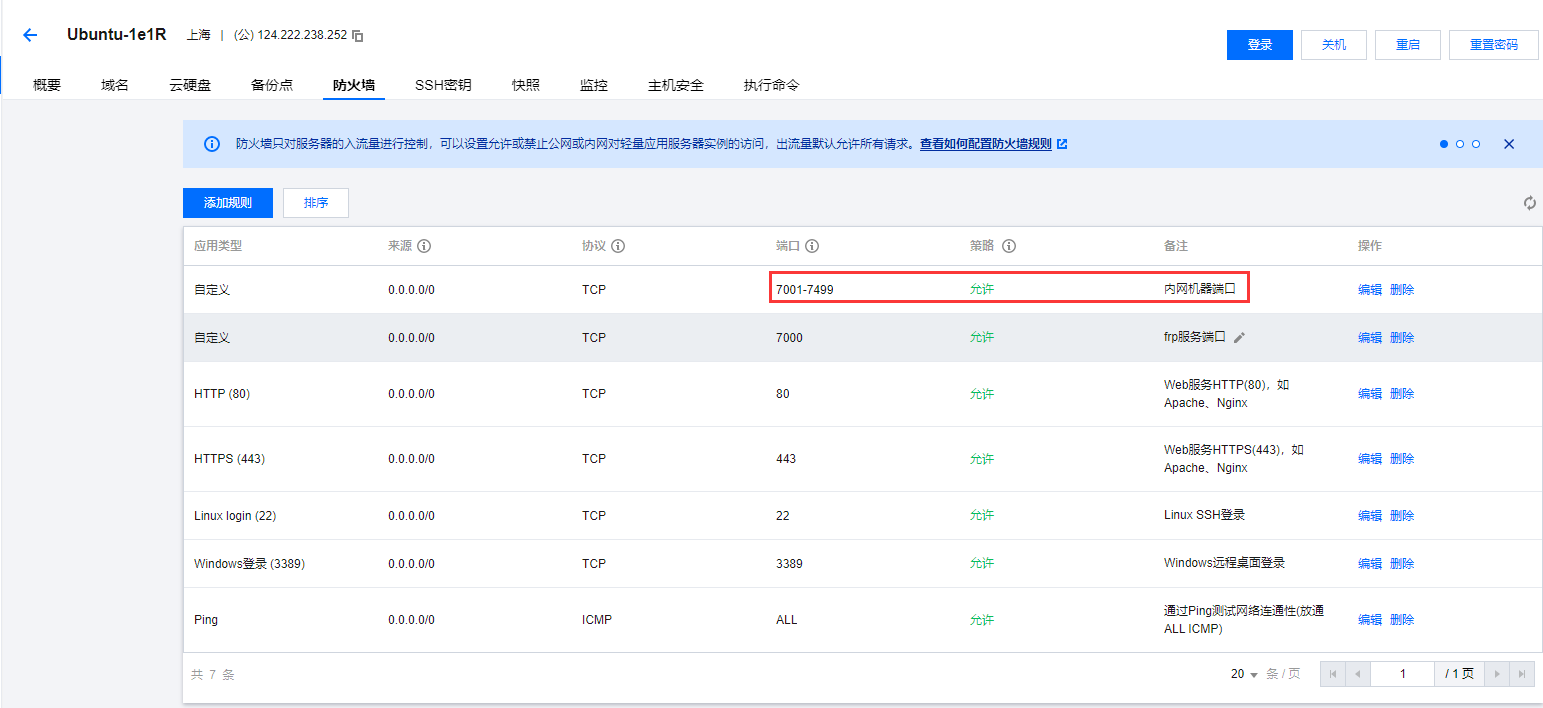 Ubuntu-1e1R 上海 | (公) 124.222.238.252
登录 关机 重启 重置密码
概要 域名 云硬盘 备份点 防火墙 SSH密钥 快照 监控 主机安全 执行命令
防火墙只对服务器的入流量进行控制，可以设置允许或禁止公网或内网对轻量应用服务器实例的访问，出流量默认允许所有请求。查看如何配置防火墙规则
添加规则 排序
应用类型 来源 协议 端口 策略 备注 操作
自定义 0.0.0.0/0 TCP 7001-7499 允许 内网机器端口 编辑 删除
自定义 0.0.0.0/0 TCP 7000 允许 frp服务端口 编辑 删除
HTTP (80) 0.0.0.0/0 TCP 80 允许 Web服务HTTP(80)，如
Apache、Nginx 编辑 删除
HTTPS (443) 0.0.0.0/0 TCP 443 允许 Web服务HTTPS(443)，如
Apache、Nginx 编辑 删除
Linux login (22) 0.0.0.0/0 TCP 22 允许 Linux SSH登录 编辑 删除
Windows登录 (3389) 0.0.0.0/0 TCP 3389 允许 Windows远程桌面登录 编辑 删除
Ping 0.0.0.0/0 ICMP ALL 允许 通过Ping测试网络连通性(放通
ALL ICMP) 编辑 删除
共 7 条 20 条 / 页 1 / 1 页